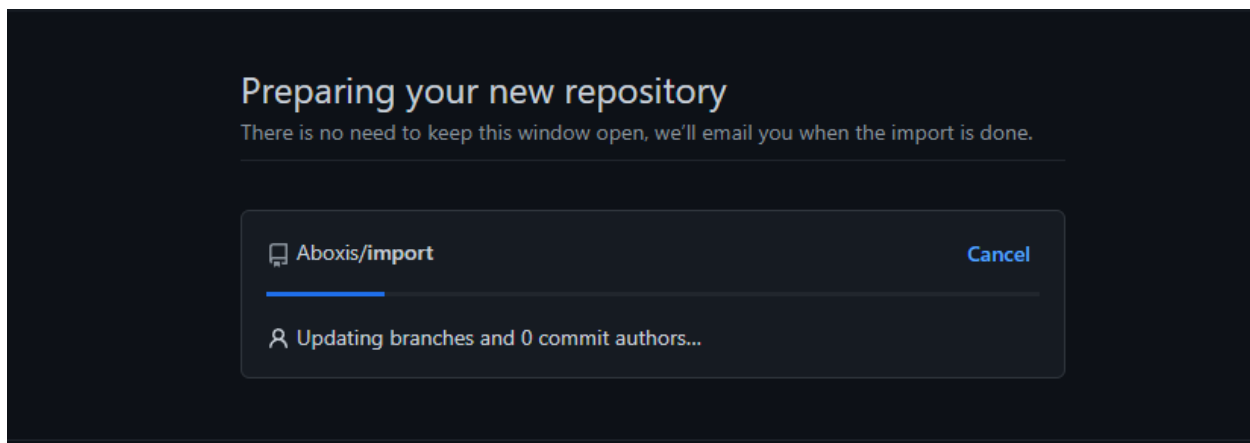 Preparing your new repository
There is no need to keep this window open, we'll email you when the import is done.
Aboxis/import
Cancel
Updating branches and 0 commit authors...